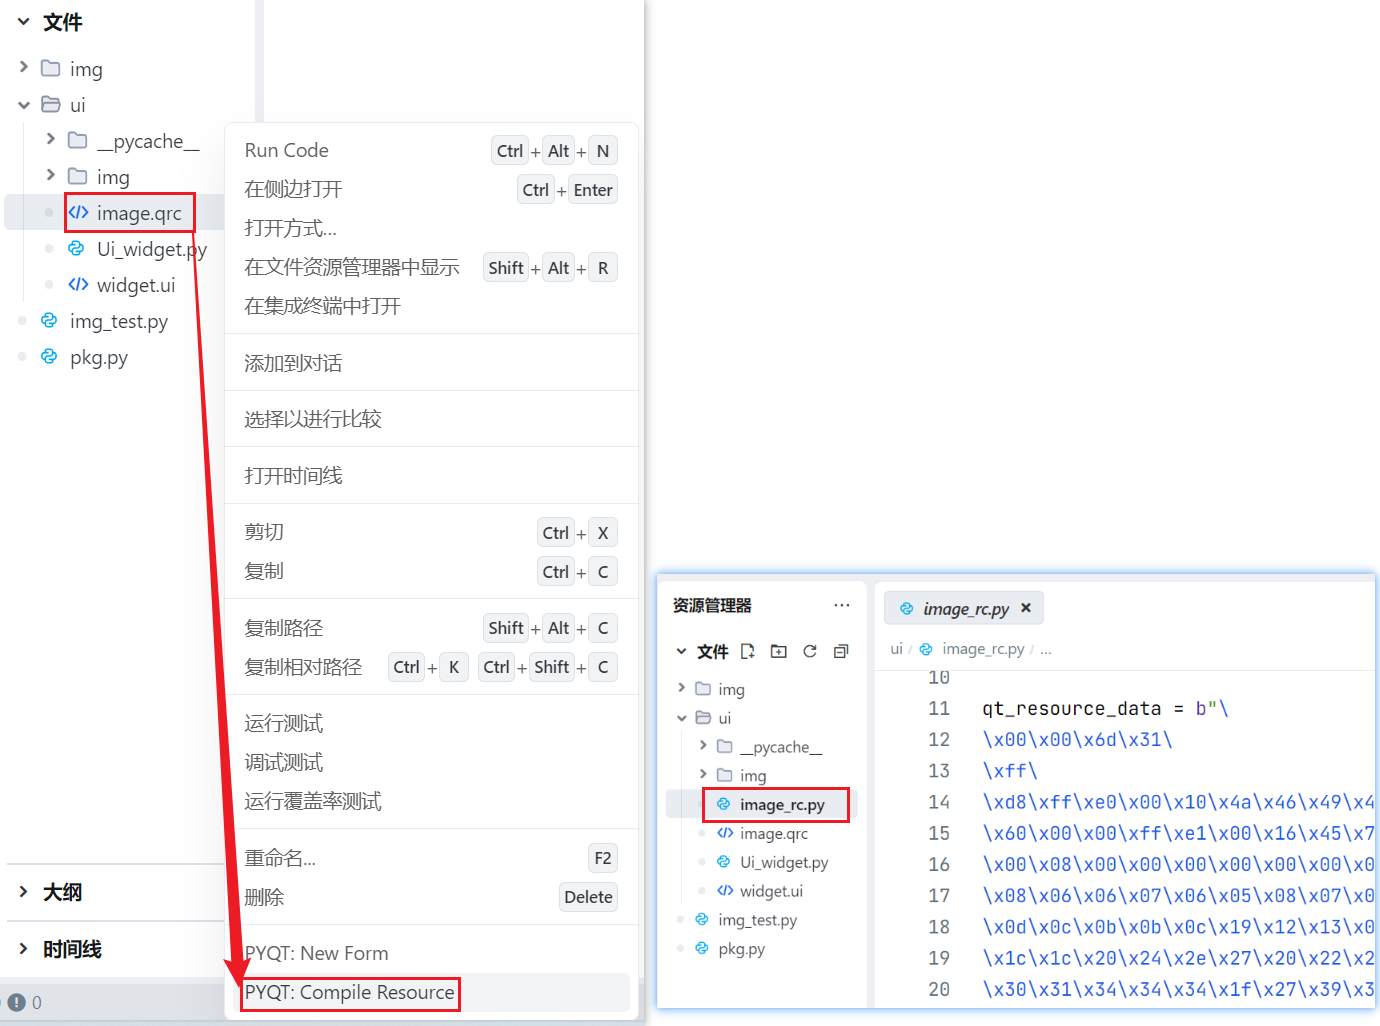 文件
img
ui
__pycache__
img
image.qrc
Ui_widget.py
widget.ui
img_test.py
pkg.py
大纲
时间线
0
Run Code Ctrl + Alt + N
在侧边打开 Ctrl + Enter
打开方式...
在文件资源管理器中显示 Shift + Alt + R
在集成终端中打开
添加到对话
选择以进行比较
打开时间线
剪切 Ctrl + X
复制 Ctrl + C
复制路径 Shift + Alt + C
复制相对路径 Ctrl + K Ctrl + Shift + C
运行测试
调试测试
运行覆盖率测试
重命名... F2
删除 Delete
PYQT: New Form
PYQT: Compile Resource
资源管理器 ...
文件
img
ui
__pycache__
img
image_rc.py
image.qrc
Ui_widget.py
widget.ui
img_test.py
pkg.py
image_rc.py ×
ui / image_rc.py / ...
10
11 qt_resource_data = b"\
12 \x00\x00\x6d\x31\
13 \xff\
14 \xd8\xff\xe0\x00\x10\x4a\x46\x49\x4
15 \x60\x00\x00\xff\xe1\x00\x16\x45\x7
16 \x00\x08\x00\x00\x00\x00\x00\x00\x0
17 \x08\x06\x06\x07\x06\x05\x08\x07\x0
18 \x0d\x0c\x0b\x0b\x0c\x19\x12\x13\x0
19 \x1c\x1c\x20\x24\x2e\x27\x20\x22\x2
20 \x30\x31\x34\x34\x34\x1f\x27\x39\x3